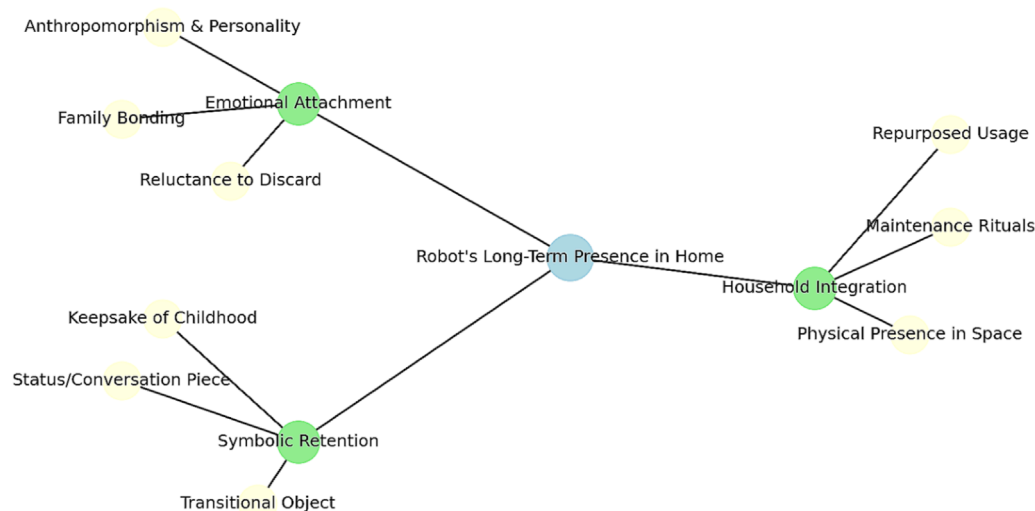 Anthropomorphism & Personality
Emotional Attachment
Family Bonding
Reluctance to Discard
Repurposed Usage
Maintenance Rituals
Robot's Long-Term Presence in Home
Household Integration
Physical Presence in Space
Keepsake of Childhood
Status/Conversation Piece
Symbolic Retention
Transitional Object